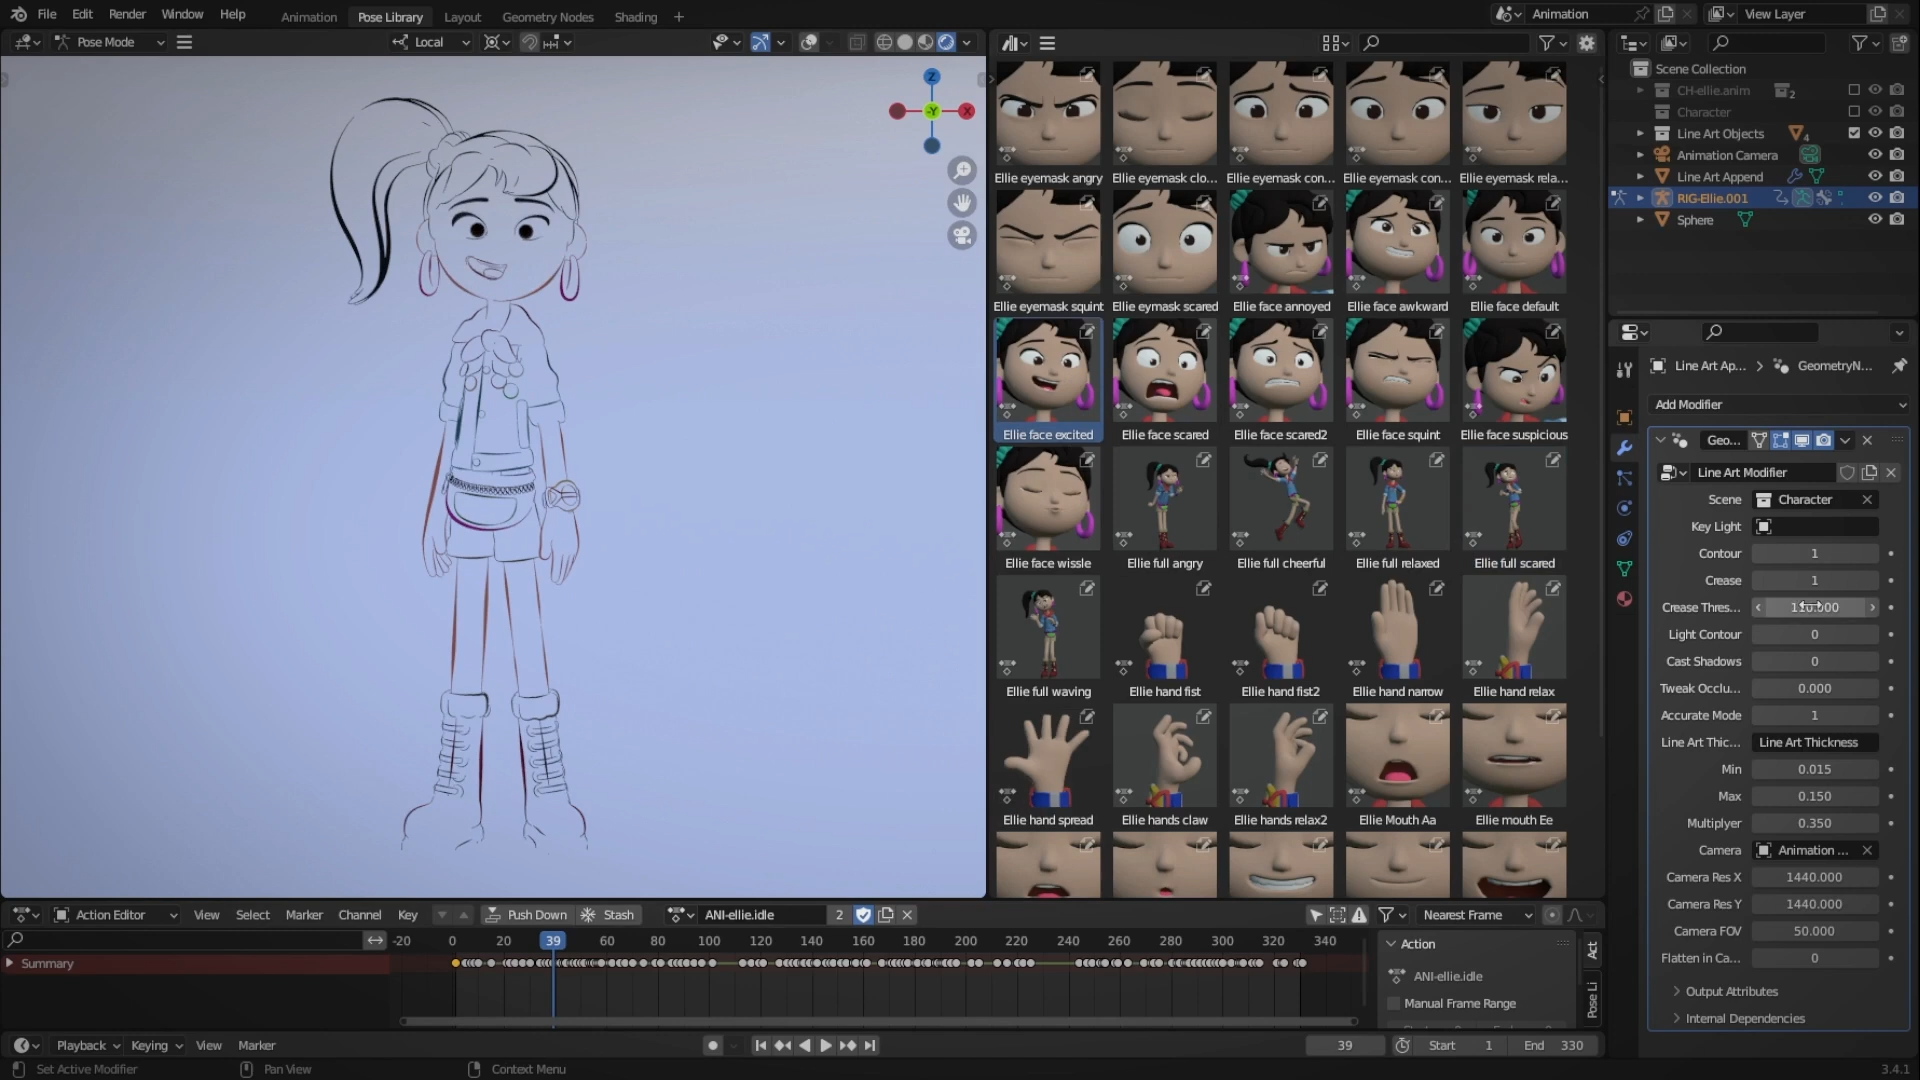 File Edit Render Window Help
Animation Pose Library Layout Geometry Nodes Shading +
Animation
View Layer
Pose Mode
Local
Z
-Y
X
Ellie eyemask angry
Ellie eyemask clo...
Ellie eyemask con...
Ellie eyemask con...
Ellie eyemask rela...
Ellie eyemask squint
Ellie eymask scared
Ellie face annoyed
Ellie face awkward
Ellie face default
Ellie face excited
Ellie face scared
Ellie face scared2
Ellie face squint
Ellie face suspicious
Ellie face wissle
Ellie full angry
Ellie full cheerful
Ellie full relaxed
Ellie full scared
Ellie full waving
Ellie hand fist
Ellie hand fist2
Ellie hand narrow
Ellie hand relax
Ellie hand spread
Ellie hands claw
Ellie hands relax2
Ellie Mouth Aa
Ellie mouth Ee
Scene Collection
CH-ellie.anim 2
Character
Line Art Objects 4
Animation Camera
Line Art Append
RIG-Ellie.001
Sphere
Line Art Ap... > GeometryN...
Add Modifier
Geo...
Line Art Modifier
Scene Character
Key Light
Contour 1
Crease 1
Crease Thres...
Light Contour 0
Cast Shadows 0
Tweak Occlu... 0.000
Accurate Mode 1
Line Art Thic... Line Art Thickness
Min 0.015
Max 0.150
Multiplyer 0.350
Camera Animation ...
Camera Res X 1440.000
Camera Res Y 1440.000
Camera FOV 50.000
Flatten in Ca... 0
Output Attributes
Internal Dependencies
Action Editor View Select Marker Channel Key Push Down Stash ANI-ellie.idle 2 Nearest Frame
-20 0 20 39 60 80 100 120 140 160 180 200 220 240 260 280 300 320 340
Summary
Action
ANI-ellie.idle
Manual Frame Range
Act
Pose Li
Playback Keying View Marker
39 Start 1 End 330
Set Active Modifier Pan View Context Menu
3.4.1